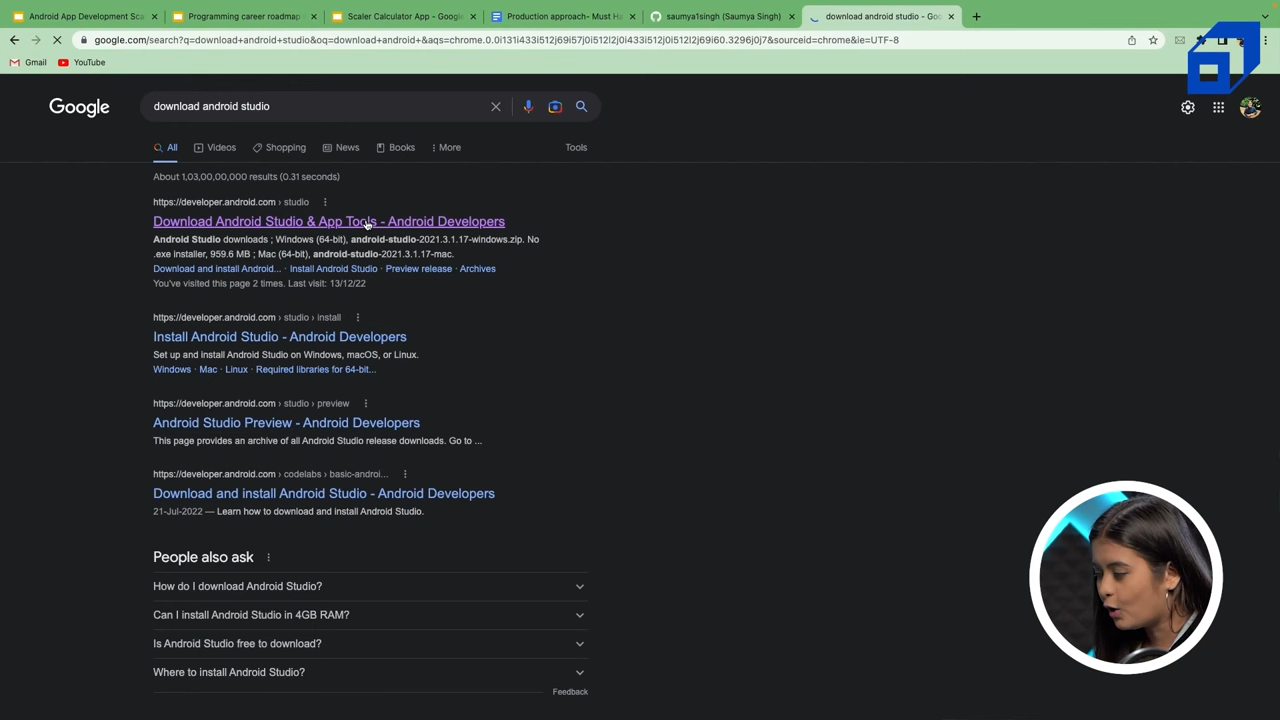 Android App Development Sca
Programming career roadmap
Scaler Calculator App - Google
Production approach- Must Ha
saumya1singh (Saumya Singh)
download android studio - Goo
google.com/search?q=download+android+studio&oq=download+android+&aqs=chrome.0.0i131i433i512j69i57j0i512l2j0i433i512j0i512l2j69i60.3296j0j7&sourceid=chrome&ie=UTF-8
Gmail
YouTube
Google
download android studio
All
Videos
Shopping
News
Books
More
Tools
About 1,03,00,00,000 results (0.31 seconds)
https://developer.android.com › studio
Download Android Studio & App Tools - Android Developers
Android Studio downloads ; Windows (64-bit), android-studio-2021.3.1.17-windows.zip. No
.exe installer, 959.6 MB ; Mac (64-bit), android-studio-2021.3.1.17-mac.
Download and install Android... · Install Android Studio · Preview release · Archives
You've visited this page 2 times. Last visit: 13/12/22
https://developer.android.com › studio › install
Install Android Studio - Android Developers
Set up and install Android Studio on Windows, macOS, or Linux.
Windows · Mac · Linux · Required libraries for 64-bit...
https://developer.android.com › studio › preview
Android Studio Preview - Android Developers
This page provides an archive of all Android Studio release downloads. Go to ...
https://developer.android.com › codelabs › basic-androi...
Download and install Android Studio - Android Developers
21-Jul-2022 — Learn how to download and install Android Studio.
People also ask
How do I download Android Studio?
Can I install Android Studio in 4GB RAM?
Is Android Studio free to download?
Where to install Android Studio?
Feedback